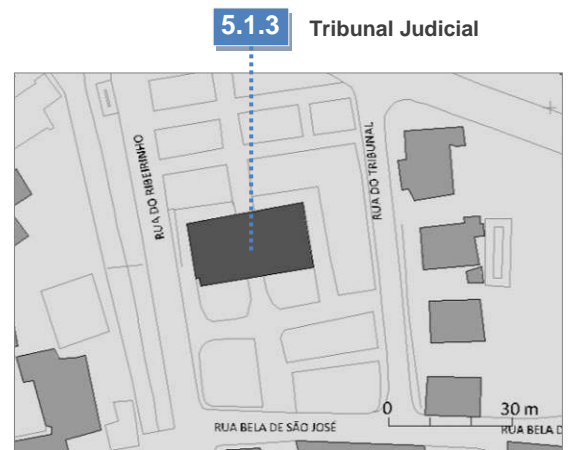 5.1.3 Tribunal Judicial
RUA DO RIBEIRINHO
RUA DO TRIBUNAL
0 30 m
RUA BELA DE SÃO JOSÉ
RUA BELA D